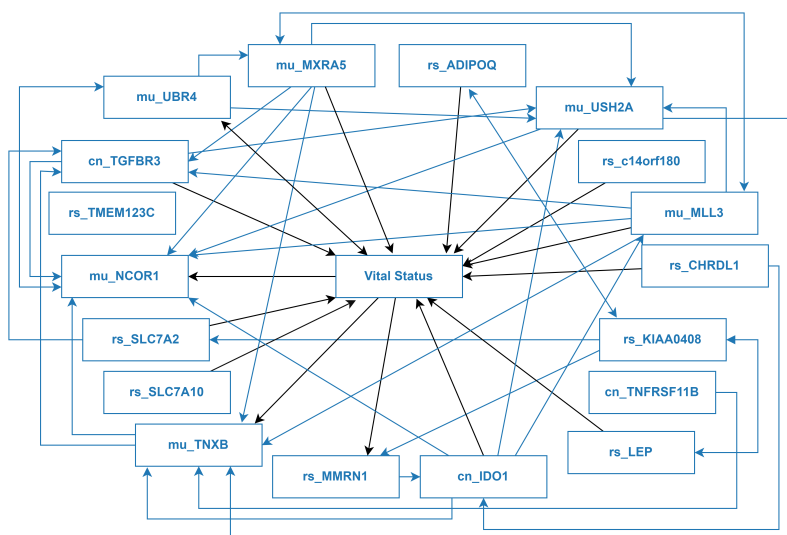 mu_MXRA5
rs_ADIPOQ
mu_UBR4
mu_USH2A
cn_TGFBR3
rs_c14orf180
rs_TMEM123C
mu_MLL3
mu_NCOR1
Vital Status
rs_CHRDL1
rs_SLC7A2
rs_KIAA0408
rs_SLC7A10
cn_TNFRSF11B
mu_TNXB
rs_LEP
rs_MMRN1
cn_IDO1